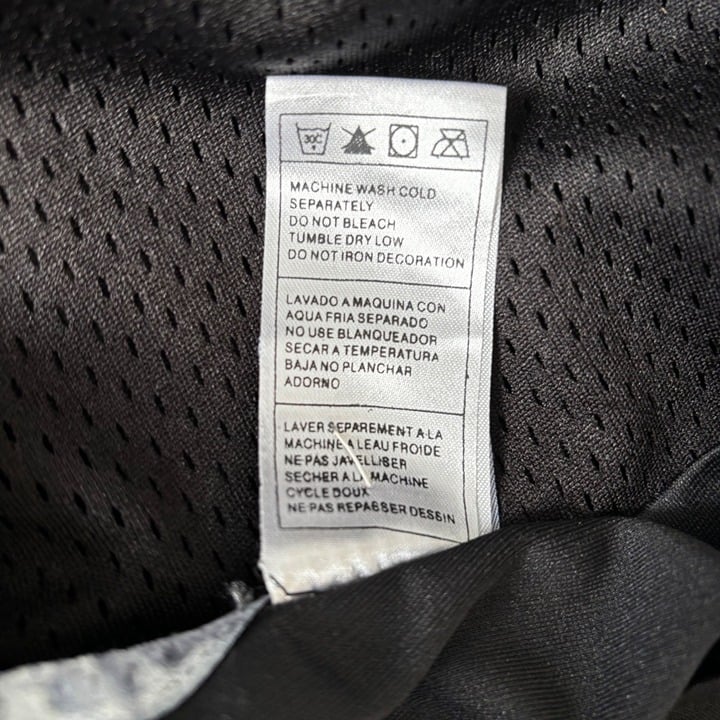 30C
MACHINE WASH COLD
SEPARATELY
DO NOT BLEACH
TUMBLE DRY LOW
DO NOT IRON DECORATION
LAVADO A MAQUINA CON
AQUA FRIA SEPARADO
NO USE BLANQUEADOR
SECAR A TEMPERATURA
BAJA NO PLANCHAR
ADORNO
LAVER SEPAREMENT A LA
MACHINE A LEAU FROIDE
NE PAS JAVELLISER
SECHER A LA MACHINE
CYCLE DOUX
NE PAS REPASSER DESSIN